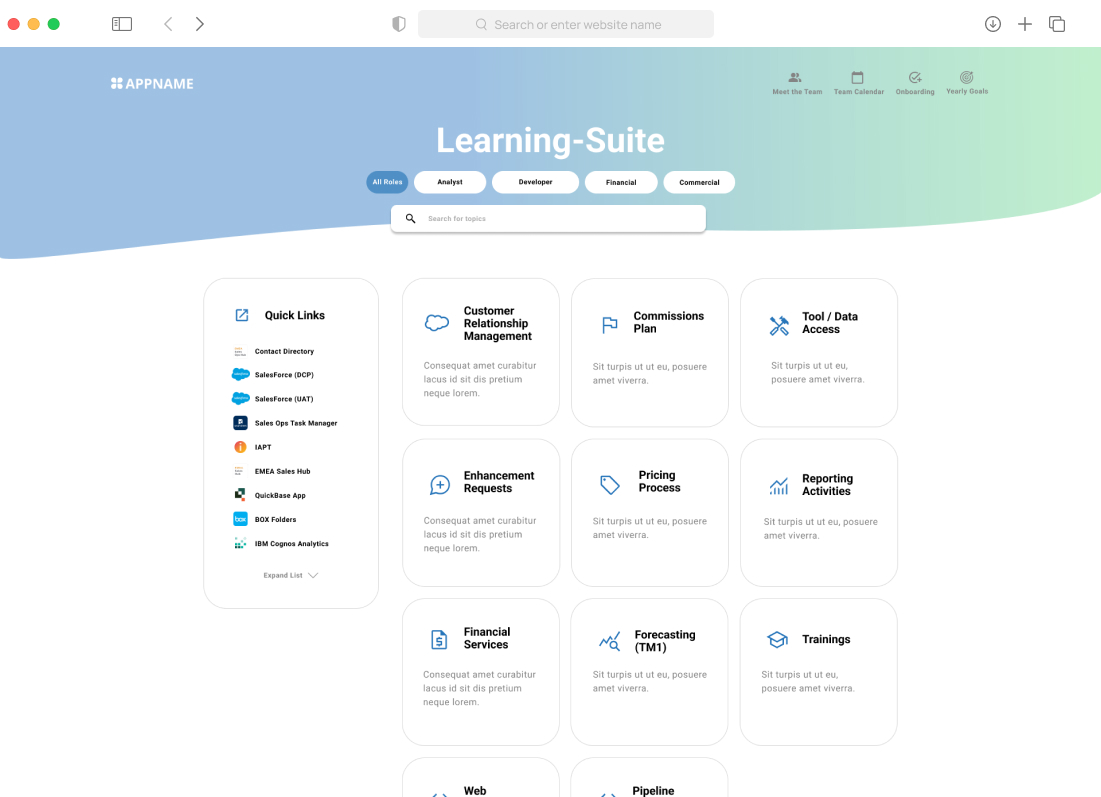 Search or enter website name
APPNAME
Meet the Team
Team Calendar
Onboarding
Yearly Goals
Learning-Suite
All Roles
Analyst
Developer
Financial
Commercial
Search for topics
Quick Links
Contact Directory
SalesForce (DCP)
SalesForce (UAT)
Sales Ops Task Manager
IAPT
EMEA Sales Hub
QuickBase App
box
BOX Folders
IBM Cognos Analytics
Expand List
Customer
Relationship
Management
Consequat amet curabitur
lacus id sit dis pretium
neque lorem.
Commissions
Plan
Sit turpis ut ut eu, posuere
amet viverra.
Tool / Data
Access
Sit turpis ut ut eu,
posuere amet viverra.
Enhancement
Requests
Consequat amet curabitur
lacus id sit dis pretium
neque lorem.
Pricing
Process
Sit turpis ut ut eu, posuere
amet viverra.
Reporting
Activities
Sit turpis ut ut eu, posuere
amet viverra.
Financial
Services
Consequat amet curabitur
lacus id sit dis pretium
neque lorem.
Forecasting
(TM1)
Sit turpis ut ut eu, posuere
amet viverra.
Trainings
Sit turpis ut ut eu,
posuere amet viverra.
Web
Pipeline